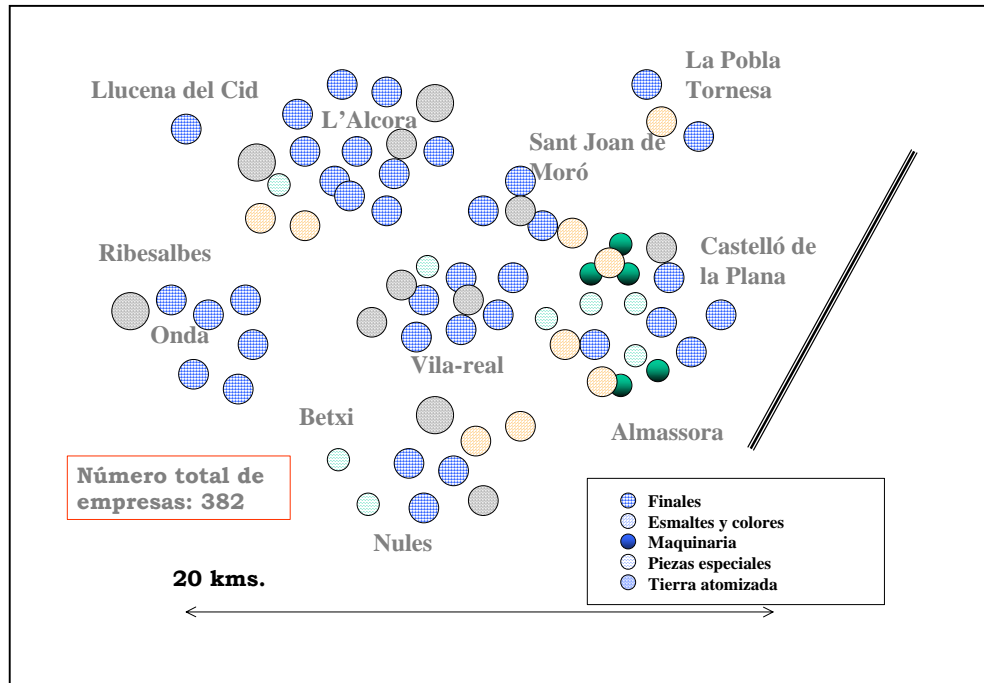 La Pobla
Tornesa
Llucena del Cid
L'Alcora
Sant Joan de
Moró
Ribesalbes
Castelló de
la Plana
Onda
Vila-real
Betxi
Almassora
Número total de
empresas: 382
Nules
Finales
Esmaltes y colores
Maquinaria
Piezas especiales
Tierra atomizada
20 kms.